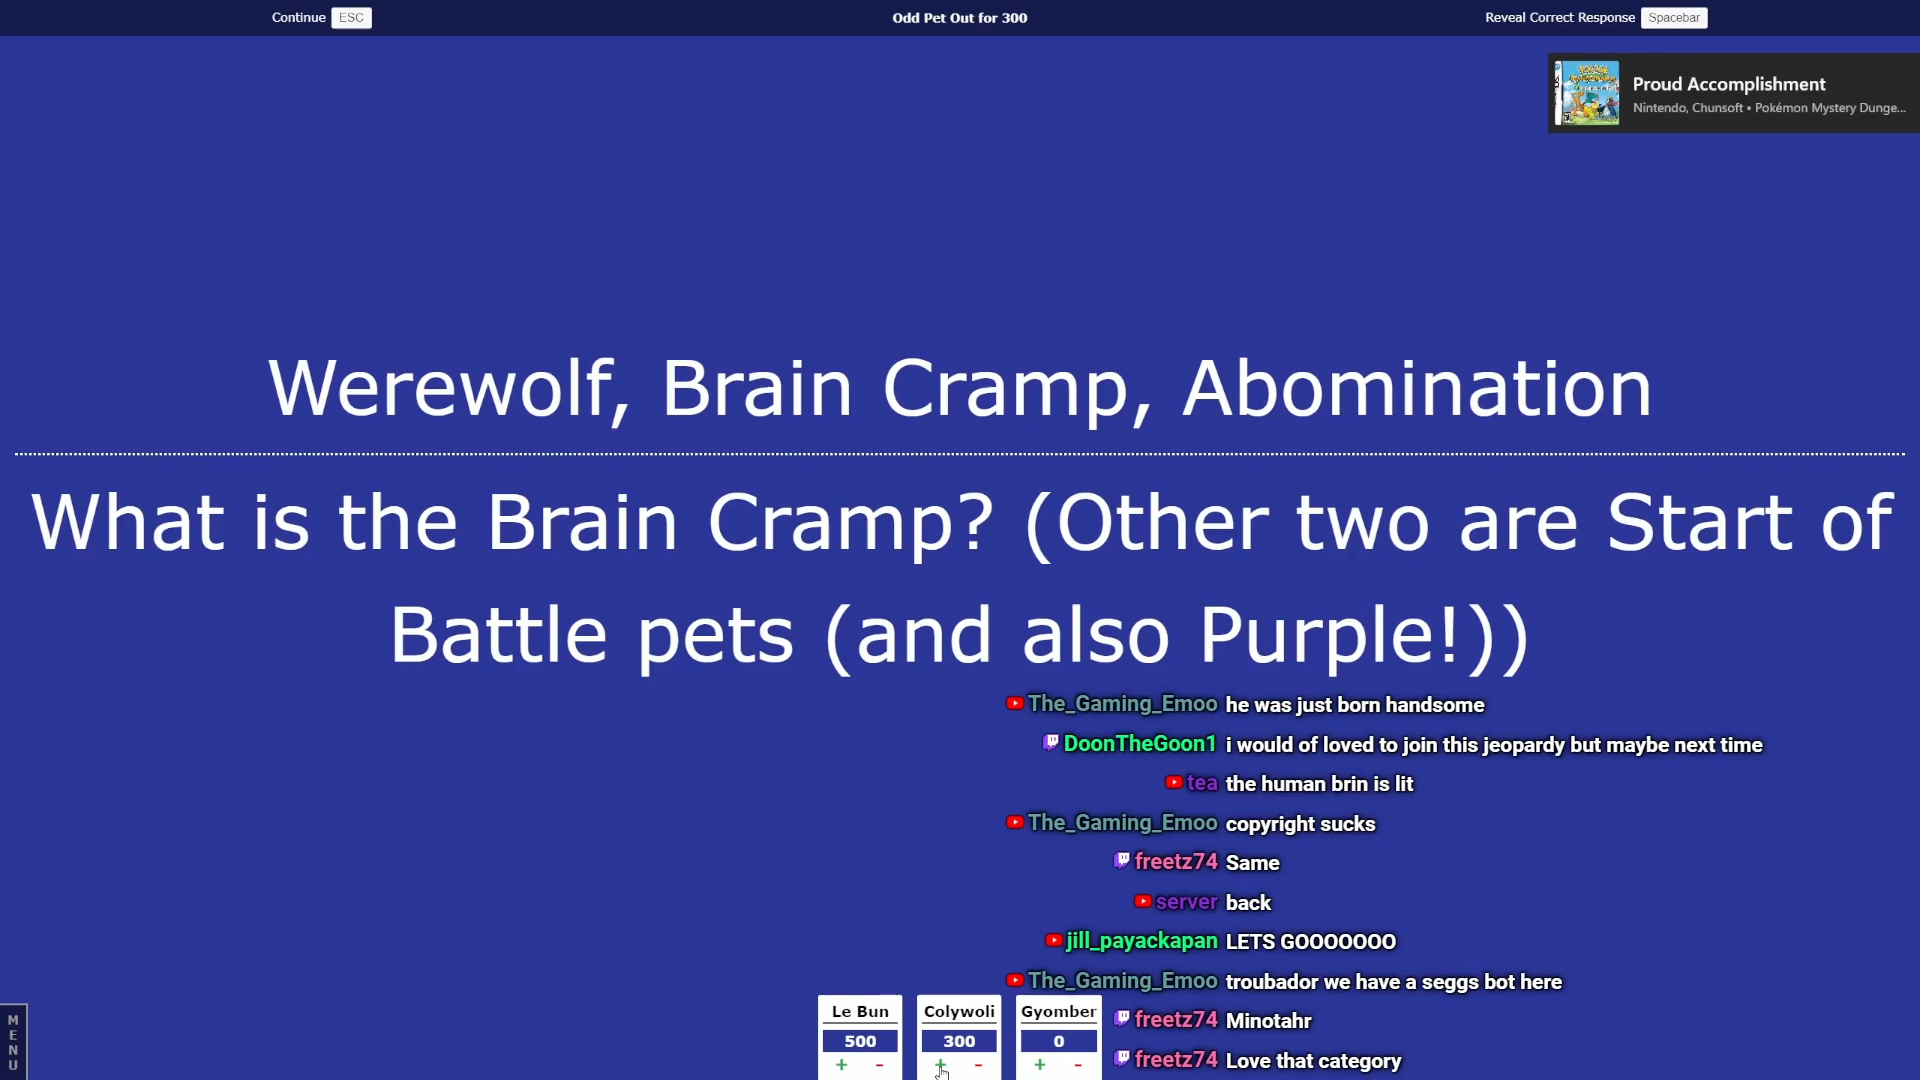 Continue ESC
Odd Pet Out for 300
Reveal Correct Response Spacebar
Proud Accomplishment
Nintendo, Chunsoft • Pokémon Mystery Dunge...
Werewolf, Brain Cramp, Abomination
What is the Brain Cramp? (Other two are Start of
Battle pets (and also Purple!))
The_Gaming_Emoo he was just born handsome
DoonTheGoon1 i would of loved to join this jeopardy but maybe next time
tea the human brin is lit
The_Gaming_Emoo copyright sucks
freetz74 Same
server back
jill_payackapan LETS GOOOOOOO
The_Gaming_Emoo troubador we have a seggs bot here
freetz74 Minotahr
freetz74 Love that category
Le Bun Colywoli Gyomber
500 300 0
+ - + - + -
MENU